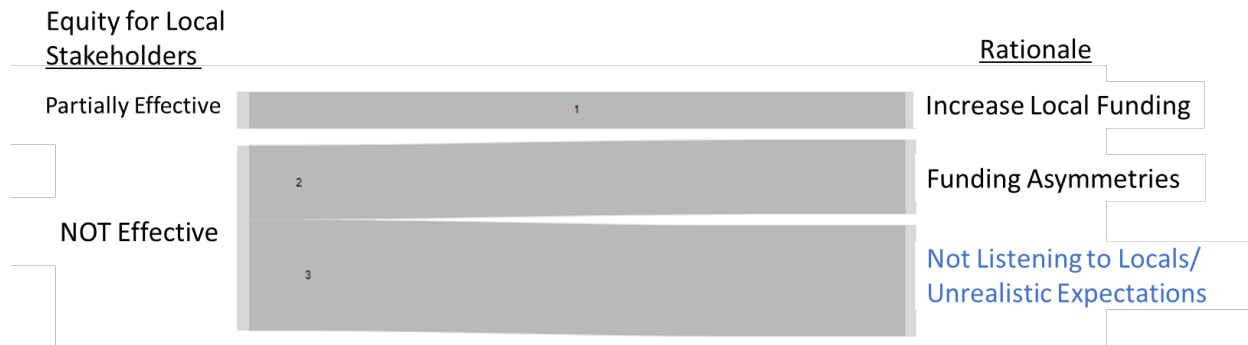 Equity for Local
Stakeholders
Rationale
Partially Effective
1
Increase Local Funding
2
Funding Asymmetries
NOT Effective
3
Not Listening to Locals/
Unrealistic Expectations